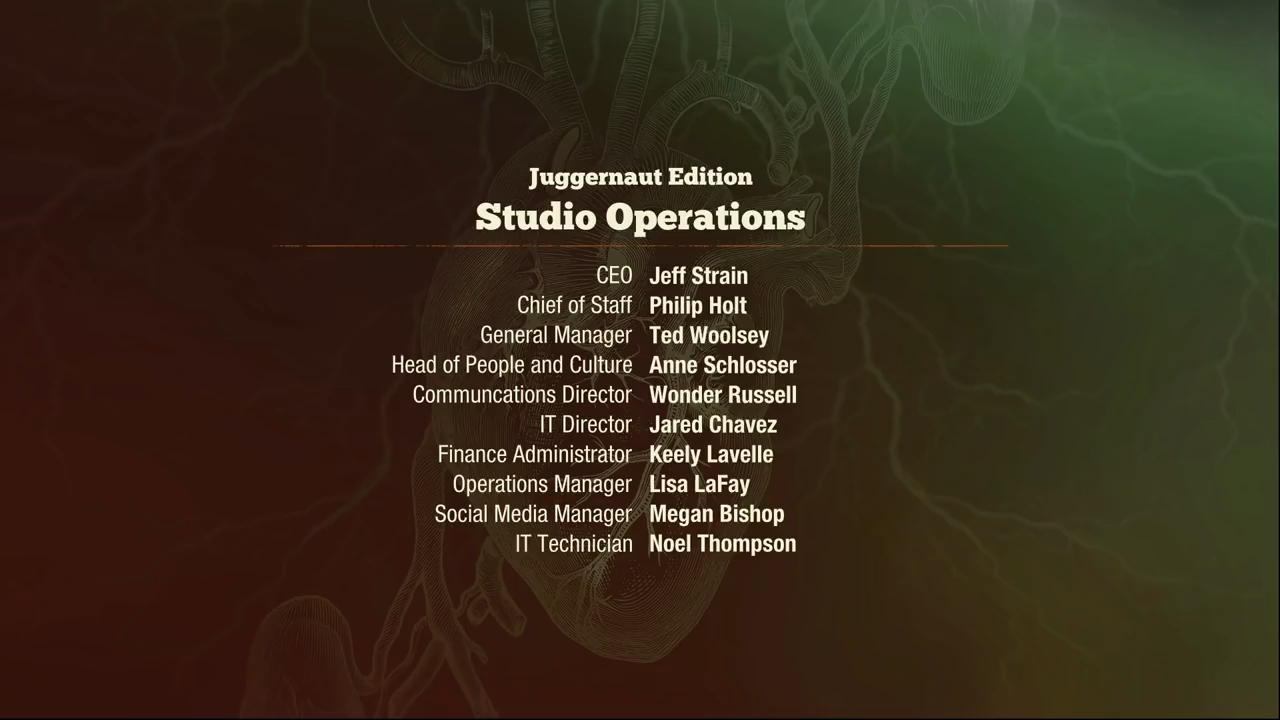 Juggernaut Edition
Studio Operations
CEO Jeff Strain
Chief of Staff Philip Holt
General Manager Ted Woolsey
Head of People and Culture Anne Schlosser
Communcations Director Wonder Russell
IT Director Jared Chavez
Finance Administrator Keely Lavelle
Operations Manager Lisa LaFay
Social Media Manager Megan Bishop
IT Technician Noel Thompson